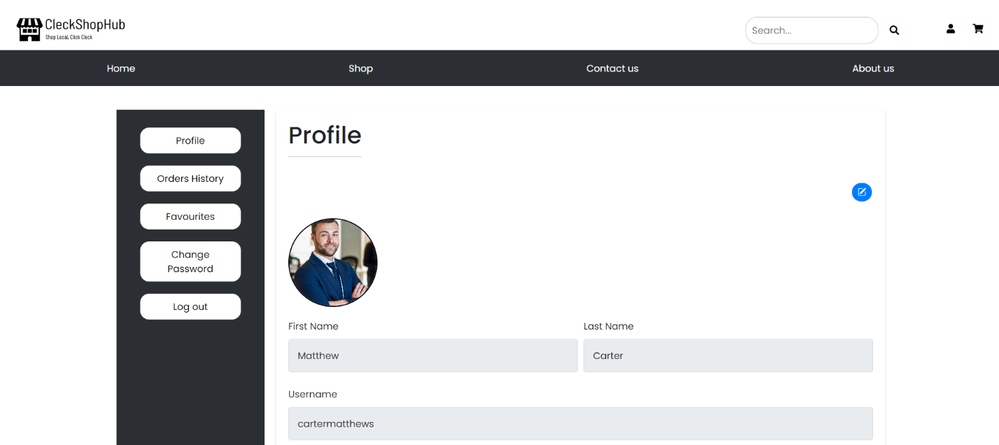 CleckShopHub
Shop Local, Click Cleck
Search...
Home
Shop
Contact us
About us
Profile
Orders History
Favourites
Change
Password
Log out
Profile
First Name
Last Name
Matthew
Carter
Username
cartermatthews